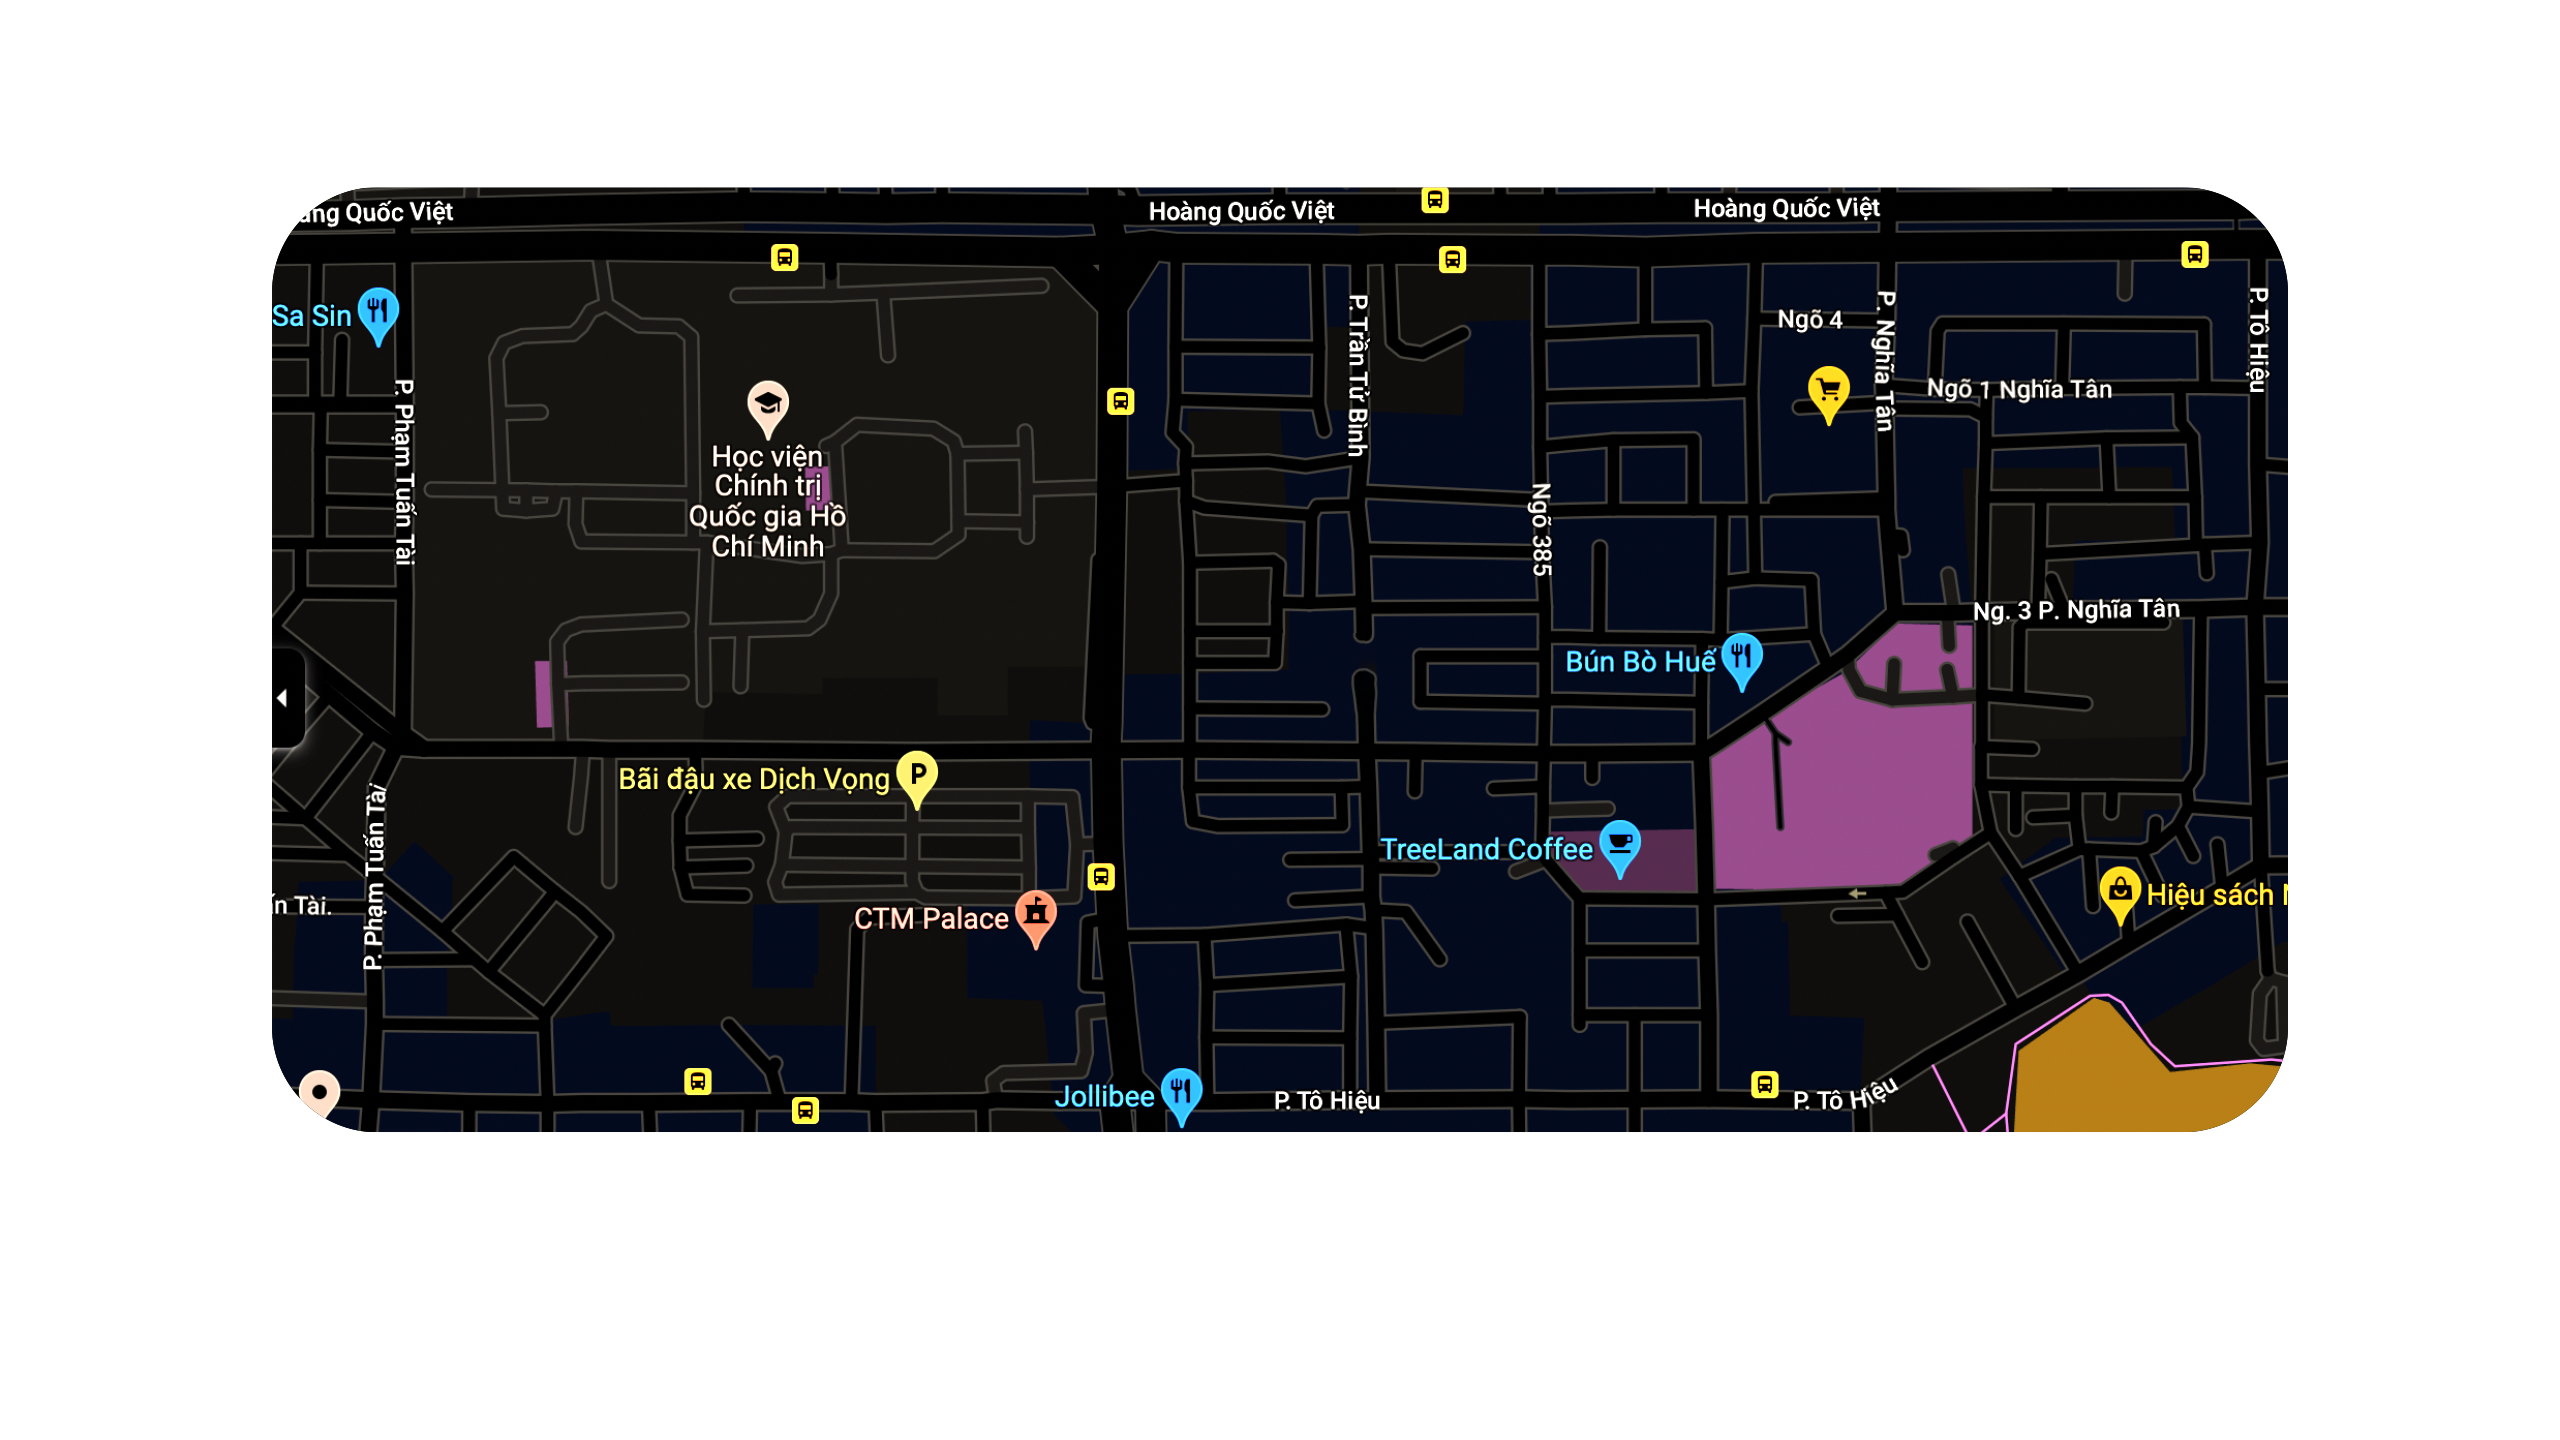 Hoàng Quốc Việt
Hoàng Quốc Việt
Quốc Việt
Sa Sin
P. Phạm Tuấn Tài
Học viện
Chính trị
Quốc gia Hồ
Chí Minh
P. Trần Tử Bình
Ngõ 385
Ngõ 4
P. Nghĩa Tân
Ngõ 1 Nghĩa Tân
P. Tô Hiệu
Ng. 3 P. Nghĩa Tân
Bún Bò Huế
Bãi đậu xe Dịch Vọng
P
TreeLand Coffee
P. Phạm Tuấn Tài
Tài.
CTM Palace
Hiệu sách
Jollibee
P. Tô Hiệu
P. Tô Hiệu